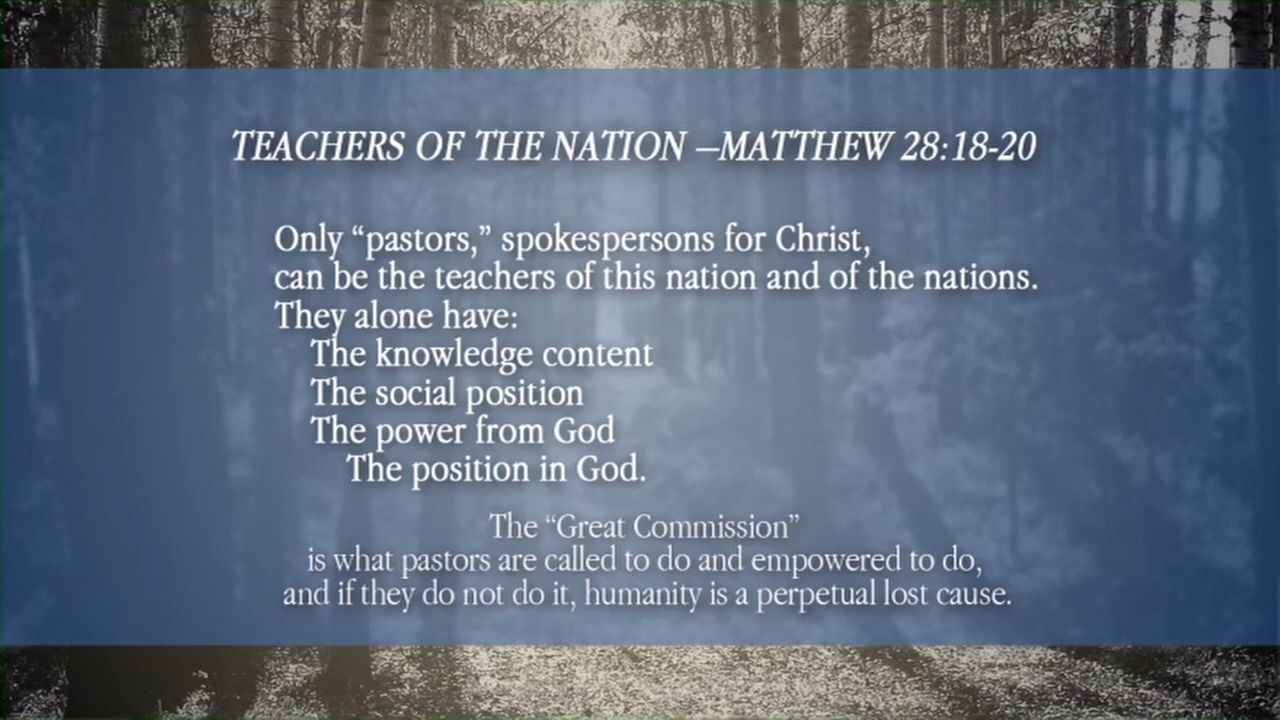 TEACHERS OF THE NATION –MATTHEW 28:18-20
Only “pastors,” spokespersons for Christ,
can be the teachers of this nation and of the nations.
They alone have:
The knowledge content
The social position
The power from God
The position in God.
The “Great Commission”
is what pastors are called to do and empowered to do,
and if they do not do it, humanity is a perpetual lost cause.